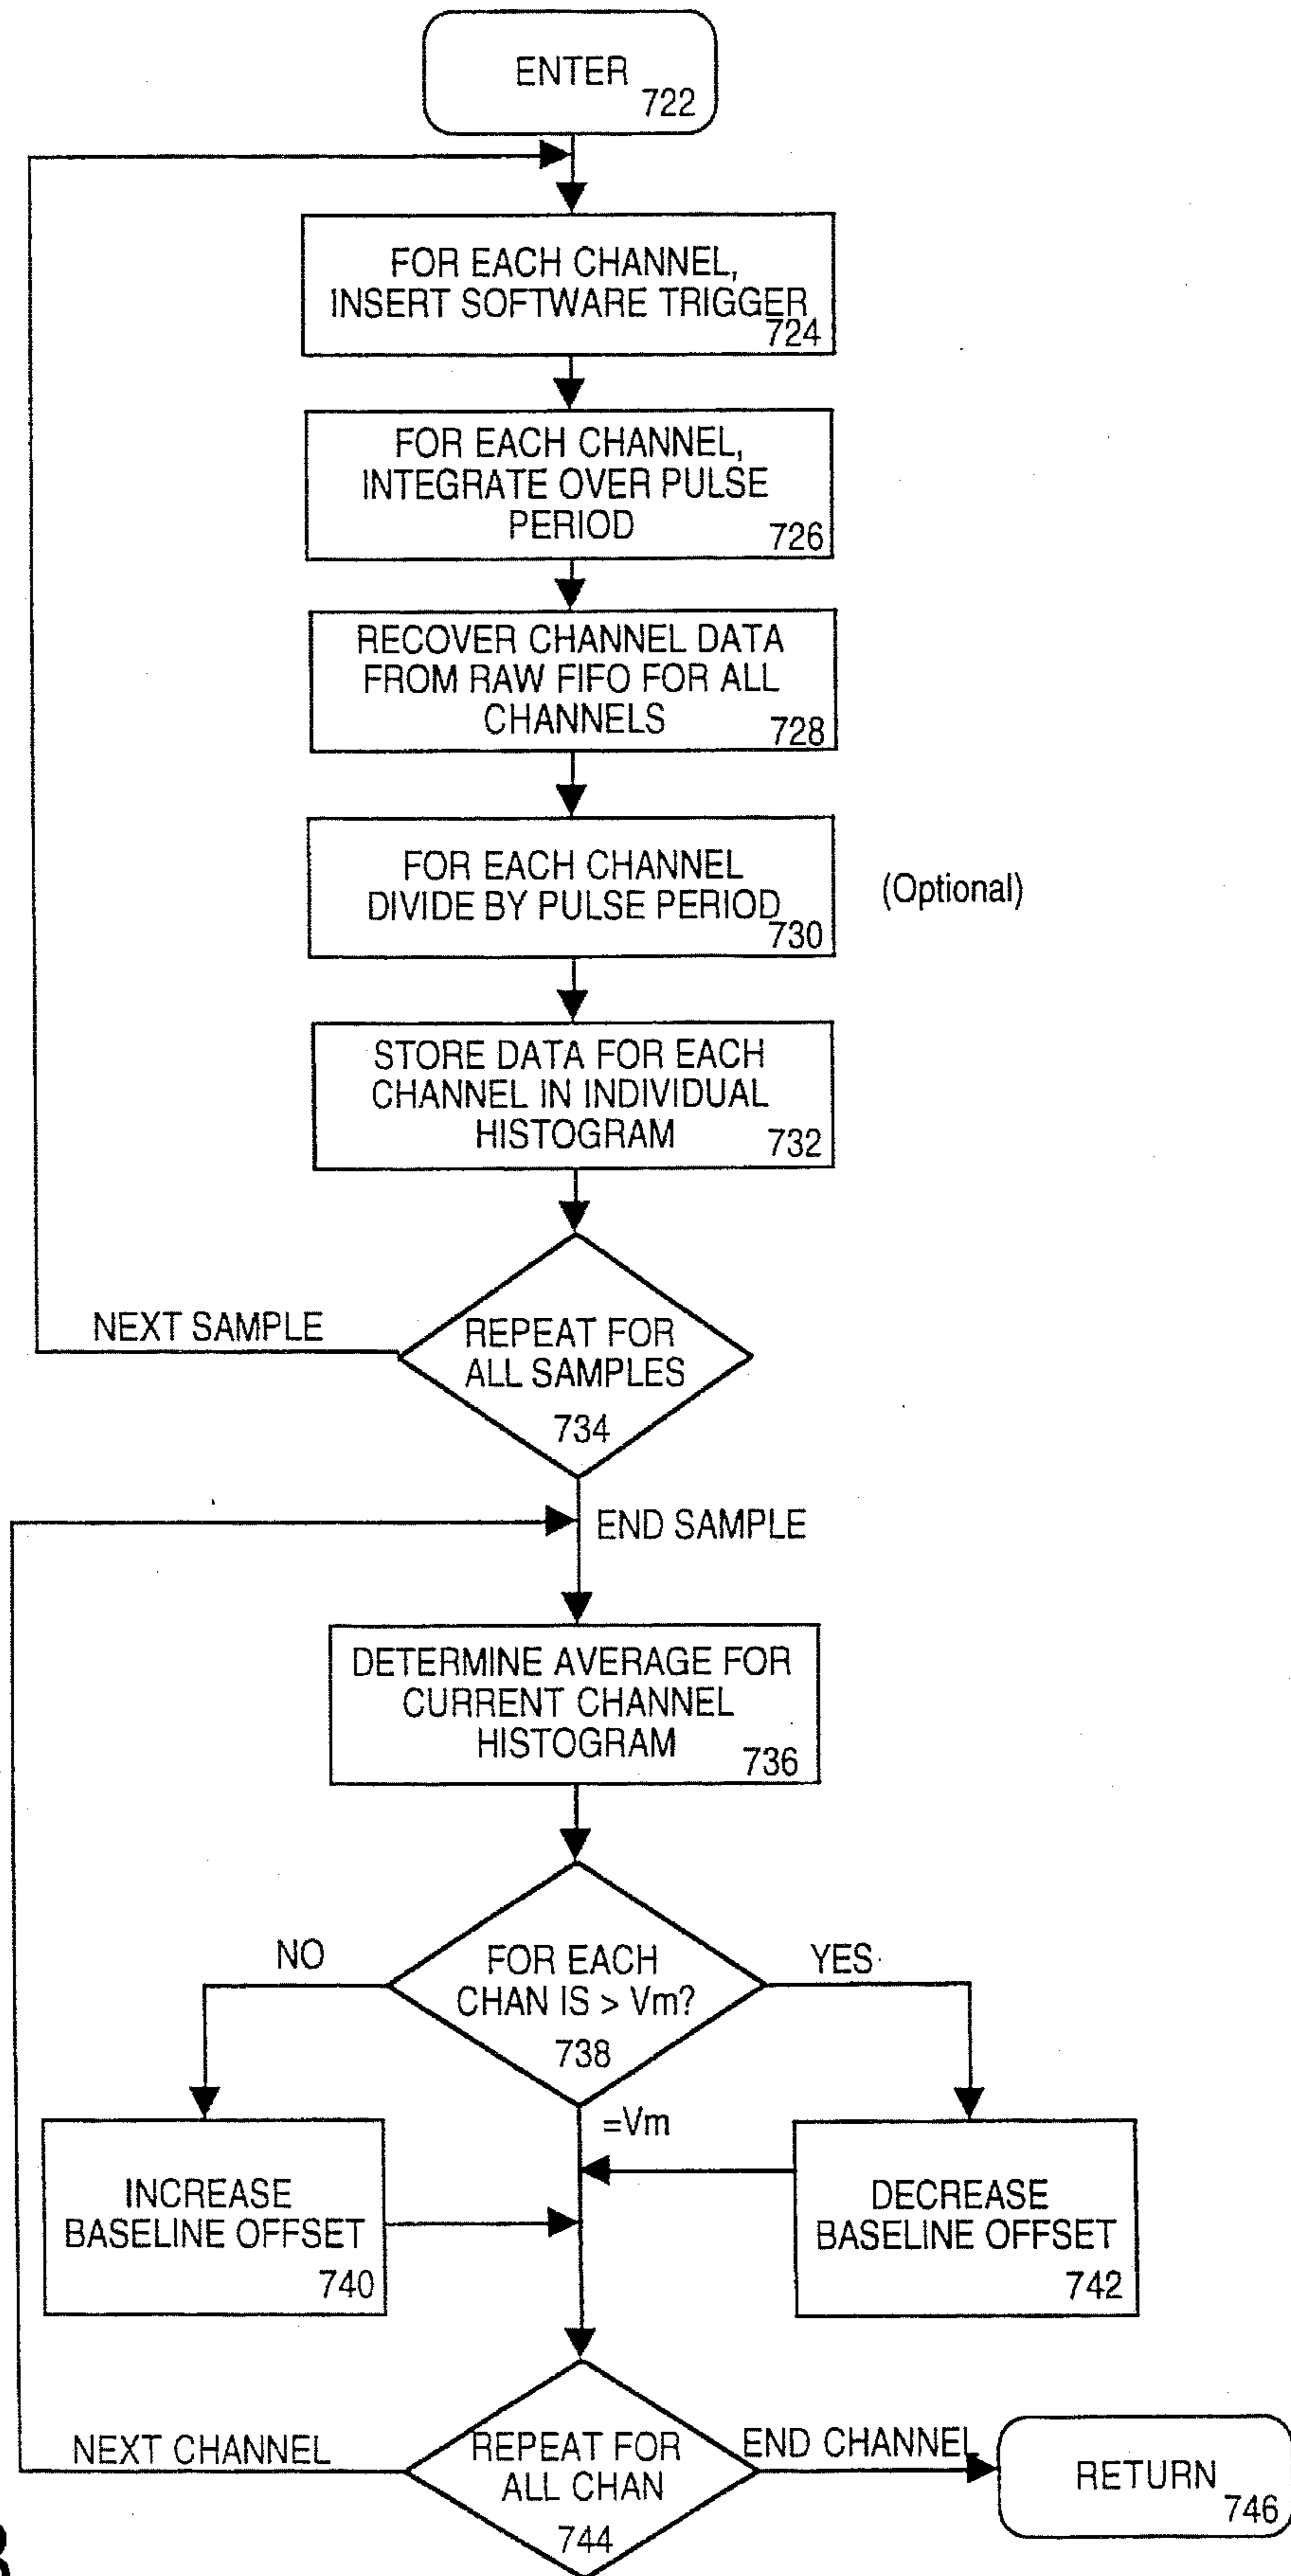 ENTER
722
FOR EACH CHANNEL,
INSERT SOFTWARE TRIGGER
724
FOR EACH CHANNEL,
INTEGRATE OVER PULSE
PERIOD
726
RECOVER CHANNEL DATA
FROM RAW FIFO FOR ALL
CHANNELS
728
FOR EACH CHANNEL
DIVIDE BY PULSE PERIOD
730
(Optional)
STORE DATA FOR EACH
CHANNEL IN INDIVIDUAL
HISTOGRAM
732
NEXT SAMPLE
REPEAT FOR
ALL SAMPLES
734
END SAMPLE
DETERMINE AVERAGE FOR
CURRENT CHANNEL
HISTOGRAM
736
NO
FOR EACH
CHAN IS > Vm?
738
YES
=Vm
INCREASE
BASELINE OFFSET
740
DECREASE
BASELINE OFFSET
742
NEXT CHANNEL
REPEAT FOR
ALL CHAN
744
END CHANNEL
RETURN
746